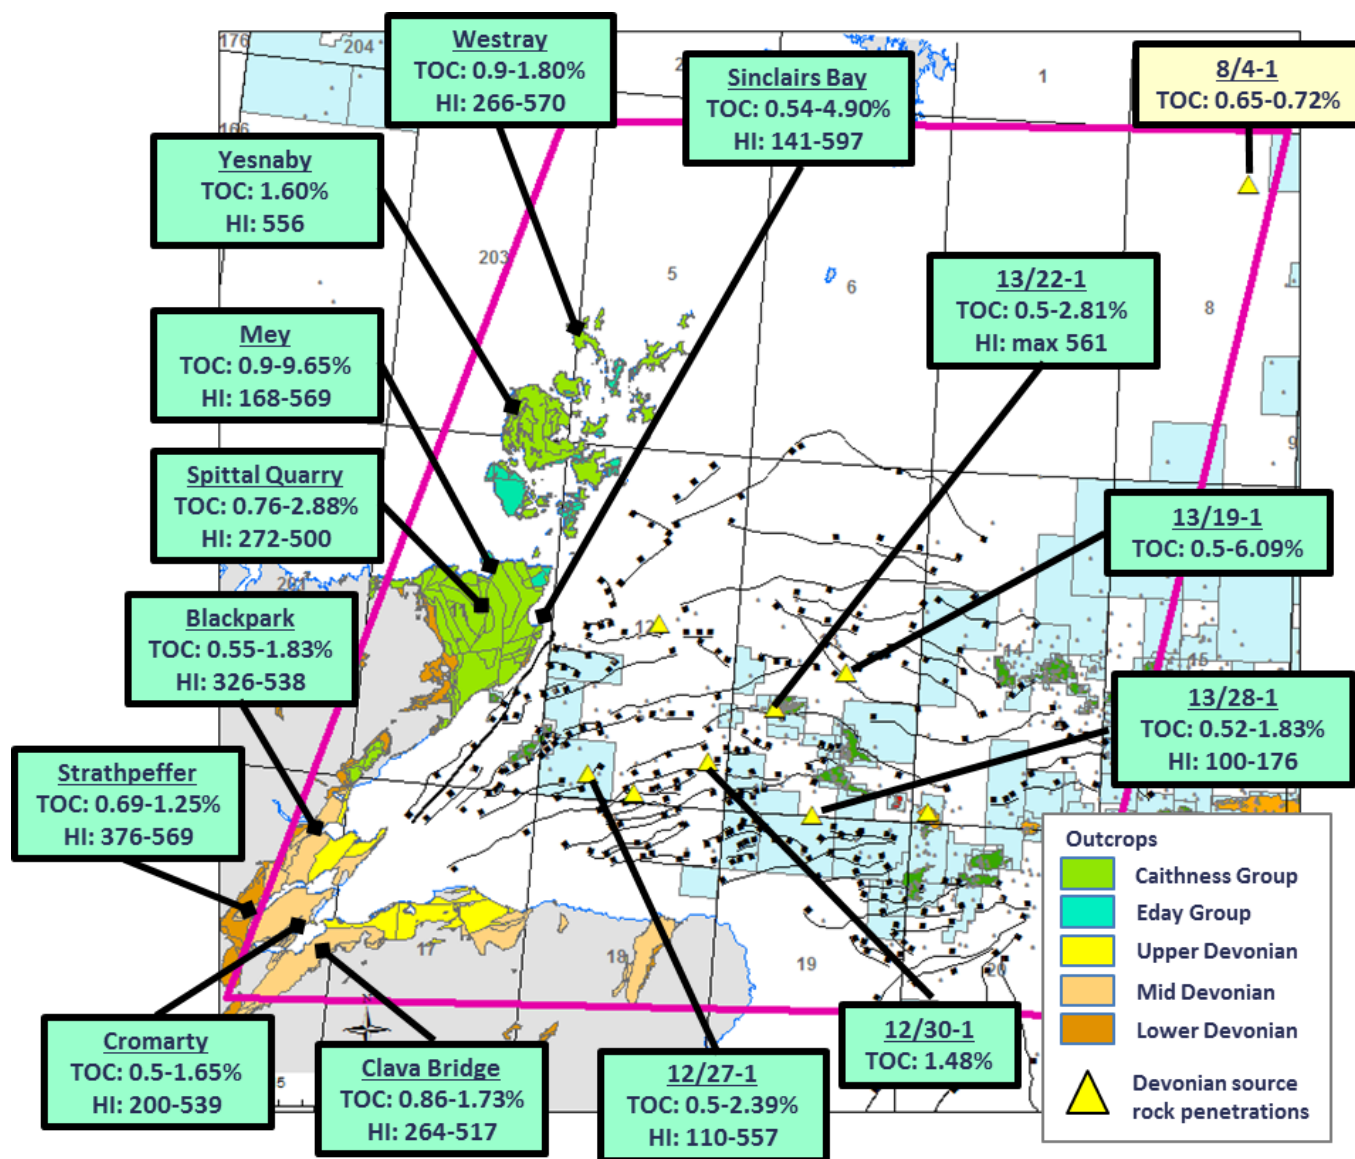 176
204
2
1
166
203
5
6
8
9
201
11
12
14
15
17
18
19
20
5
Westray
TOC: 0.9-1.80%
HI: 266-570
Sinclairs Bay
TOC: 0.54-4.90%
HI: 141-597
8/4-1
TOC: 0.65-0.72%
Yesnaby
TOC: 1.60%
HI: 556
13/22-1
TOC: 0.5-2.81%
HI: max 561
Mey
TOC: 0.9-9.65%
HI: 168-569
Spittal Quarry
TOC: 0.76-2.88%
HI: 272-500
13/19-1
TOC: 0.5-6.09%
Blackpark
TOC: 0.55-1.83%
HI: 326-538
13/28-1
TOC: 0.52-1.83%
HI: 100-176
Strathpeffer
TOC: 0.69-1.25%
HI: 376-569
Cromarty
TOC: 0.5-1.65%
HI: 200-539
Clava Bridge
TOC: 0.86-1.73%
HI: 264-517
12/27-1
TOC: 0.5-2.39%
HI: 110-557
12/30-1
TOC: 1.48%
Outcrops
Caithness Group
Eday Group
Upper Devonian
Mid Devonian
Lower Devonian
Devonian source
rock penetrations